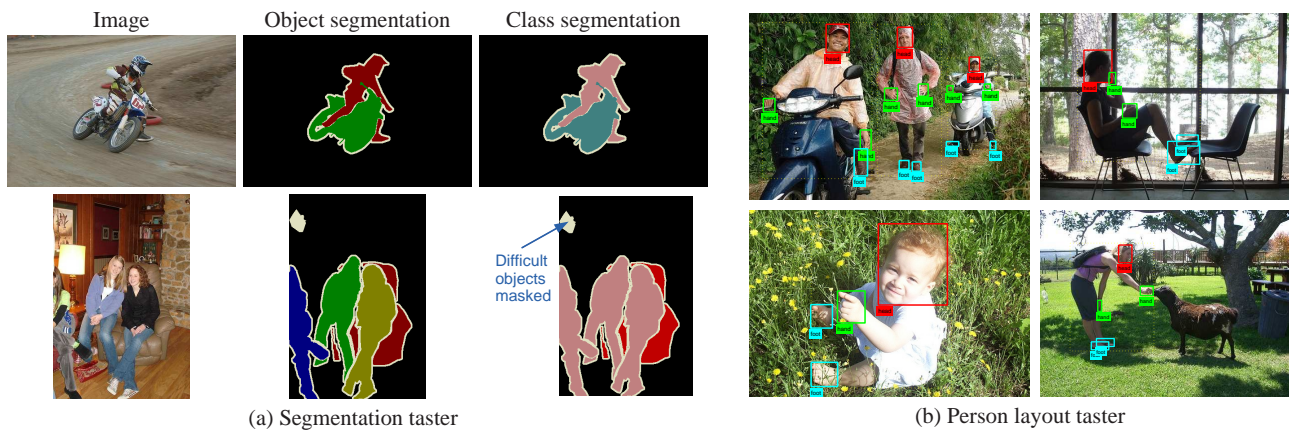 Image
Object segmentation
Class segmentation
Difficult
objects
masked
(a) Segmentation taster
head
head
head
hand
hand
hand
hand
hand
hand
foot
foot
foot
foot
foot
head
hand
hand
foot
foot
head
hand
foot
foot
head
hand
hand
foot
(b) Person layout taster